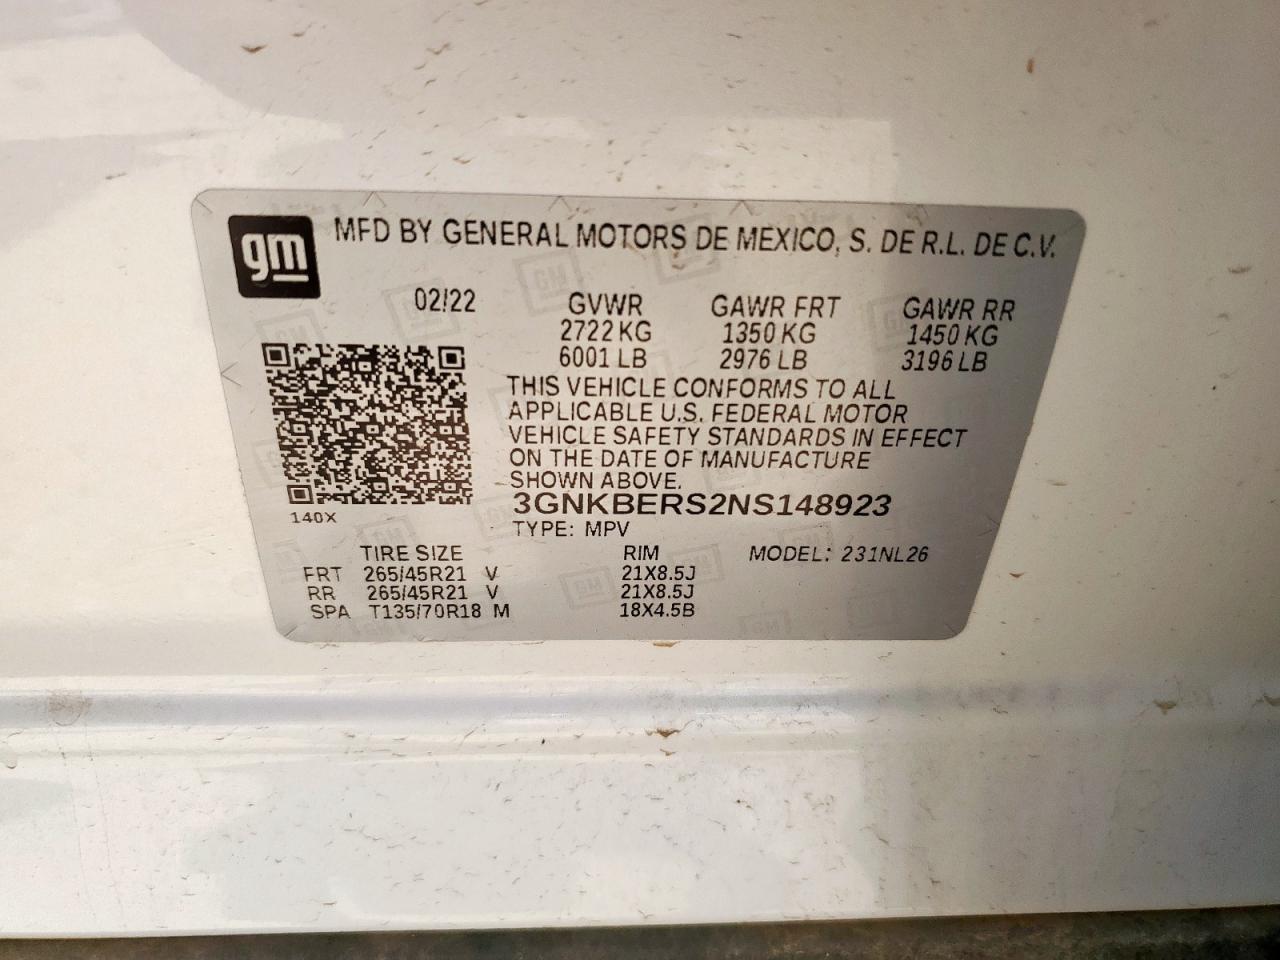 gm
MFD BY GENERAL MOTORS DE MEXICO, S. DE R.L. DE C.V.
02/22 GVWR GAWR FRT GAWR RR
2722 KG 1350 KG 1450 KG
6001 LB 2976 LB 3196 LB
THIS VEHICLE CONFORMS TO ALL
APPLICABLE U.S. FEDERAL MOTOR
VEHICLE SAFETY STANDARDS IN EFFECT
ON THE DATE OF MANUFACTURE
SHOWN ABOVE.
3GNKBERS2NS148923
140X TYPE: MPV
TIRE SIZE RIM MODEL: 231NL26
FRT 265/45R21 V 21X8.5J
RR 265/45R21 V 21X8.5J
SPA T135/70R18 M 18X4.5B